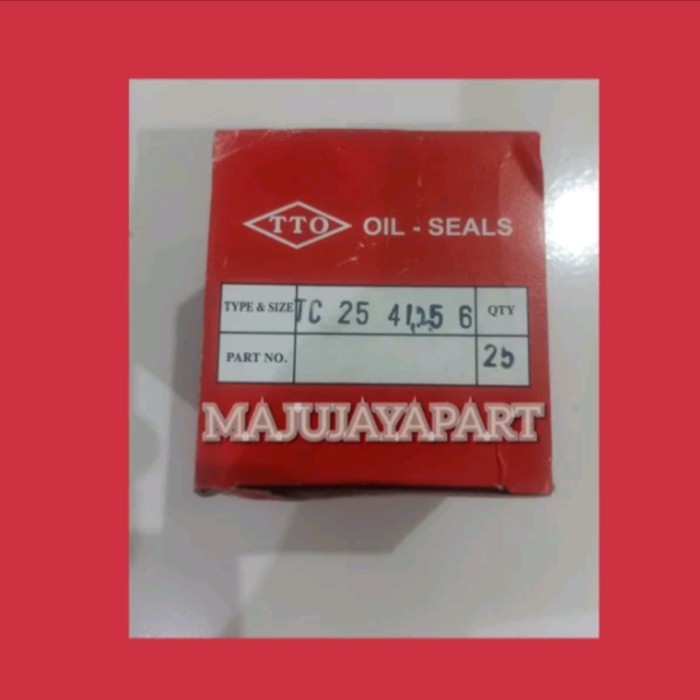 TTO OIL - SEALS
TYPE & SIZE TC 25 41,25 6 QTY
PART NO. 25
MAJUJAYAPART